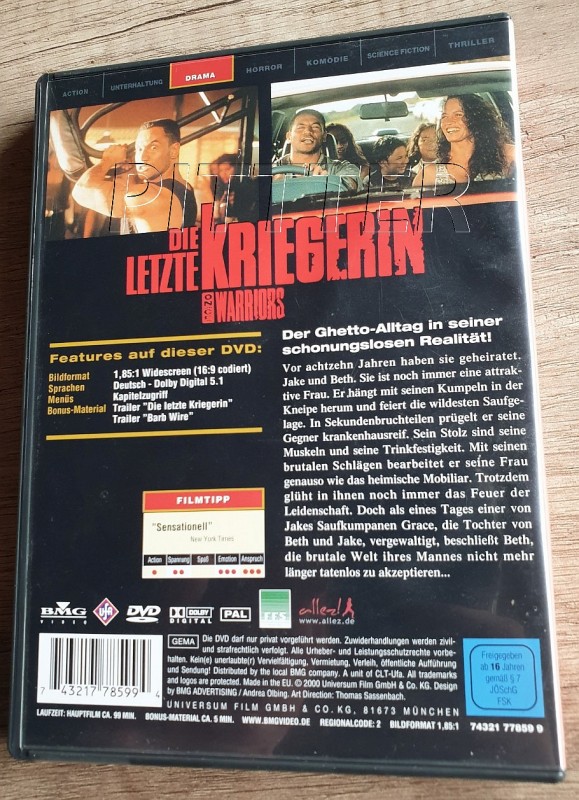 ACTION UNTERHALTUNG DRAMA HORROR KOMÖDIE SCIENCE FICTION THRILLER
PITTTER
DIE
LETZTE KRIEGERIN
ONCE WERE WARRIORS
Features auf dieser DVD:
Bildformat 1,85:1 Widescreen (16:9 codiert)
Sprachen Deutsch - Dolby Digital 5.1
Menüs Kapitelzugriff
Bonus-Material Trailer "Die letzte Kriegerin"
Trailer "Barb Wire"
Der Ghetto-Alltag in seiner
schonungslosen Realität!
Vor achtzehn Jahren haben sie geheiratet.
Jake und Beth. Sie ist noch immer eine attrak-
tive Frau. Er hängt mit seinen Kumpeln in der
Kneipe herum und feiert die wildesten Saufge-
lage. In Sekundenbruchteilen prügelt er seine
Gegner krankenhausreif. Sein Stolz sind seine
Muskeln und seine Trinkfestigkeit. Mit seinen
brutalen Schlägen bearbeitet er seine Frau
genauso wie das heimische Mobiliar. Trotzdem
glüht in ihnen noch immer das Feuer der
Leidenschaft. Doch als eines Tages einer von
Jakes Saufkumpanen Grace, die Tochter von
Beth und Jake, vergewaltigt, beschließt Beth,
die brutale Welt ihres Mannes nicht mehr
länger tatenlos zu akzeptieren...
FILMTIPP
"Sensationell"
New York Times
Action Spannung Spaß Emotion Anspruch
BMG VIDEO UFA DVD VIDEO DOLBY DIGITAL PAL FFS allez!
www.allez.de
GEMA Die DVD darf nur privat vorgeführt werden. Zuwiderhandlungen werden zivil-
und strafrechtlich verfolgt. Alle Urheber- und Leistungsschutzrechte vorbe-
halten. Kein(e) unerlaubte(r) Vervielfältigung, Vermietung, Verleih, öffentliche Aufführung
und Sendung! Distributed by the local BMG company. A unit of CLT-Ufa. All trademarks
and logos are protected. Made in the EU. © 2000 Universum Film GmbH & Co. KG. Design
by BMG ADVERTISING / Andrea Olbing. Art Direction: Thomas Sassenbach.
UNIVERSUM FILM GMBH & CO. KG, 81673 MÜNCHEN
7 43217 78599 4
Freigegeben
ab 16 Jahren
gemäß § 7
JÖSchG
FSK
LAUFZEIT: HAUPTFILM CA. 99 MIN. BONUS-MATERIAL CA. 5 MIN. WWW.BMGVIDEO.DE REGIONALCODE: 2 BILDFORMAT 1,85:1 74321 77859 9